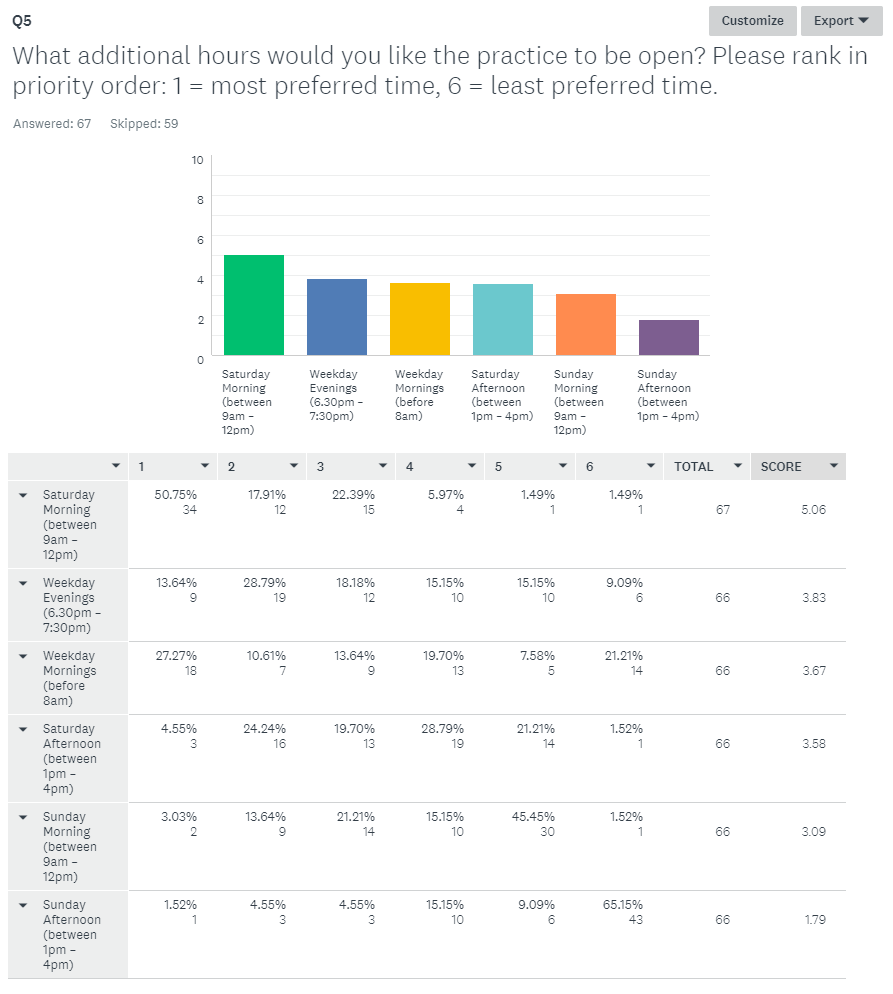 Q5
Customize
Export
What additional hours would you like the practice to be open? Please rank in
priority order: 1 = most preferred time, 6 = least preferred time.
Answered: 67 Skipped: 59
10
8
6
4
2
0
Saturday Morning (between 9am – 12pm)
Weekday Evenings (6.30pm – 7:30pm)
Weekday Mornings (before 8am)
Saturday Afternoon (between 1pm – 4pm)
Sunday Morning (between 9am – 12pm)
Sunday Afternoon (between 1pm – 4pm)
1 2 3 4 5 6 TOTAL SCORE
Saturday 50.75% 17.91% 22.39% 5.97% 1.49% 1.49%
Morning 34 12 15 4 1 1 67 5.06
(between
9am –
12pm)
Weekday 13.64% 28.79% 18.18% 15.15% 15.15% 9.09%
Evenings 9 19 12 10 10 6 66 3.83
(6.30pm –
7:30pm)
Weekday 27.27% 10.61% 13.64% 19.70% 7.58% 21.21%
Mornings 18 7 9 13 5 14 66 3.67
(before
8am)
Saturday 4.55% 24.24% 19.70% 28.79% 21.21% 1.52%
Afternoon 3 16 13 19 14 1 66 3.58
(between
1pm –
4pm)
Sunday 3.03% 13.64% 21.21% 15.15% 45.45% 1.52%
Morning 2 9 14 10 30 1 66 3.09
(between
9am –
12pm)
Sunday 1.52% 4.55% 4.55% 15.15% 9.09% 65.15%
Afternoon 1 3 3 10 6 43 66 1.79
(between
1pm –
4pm)